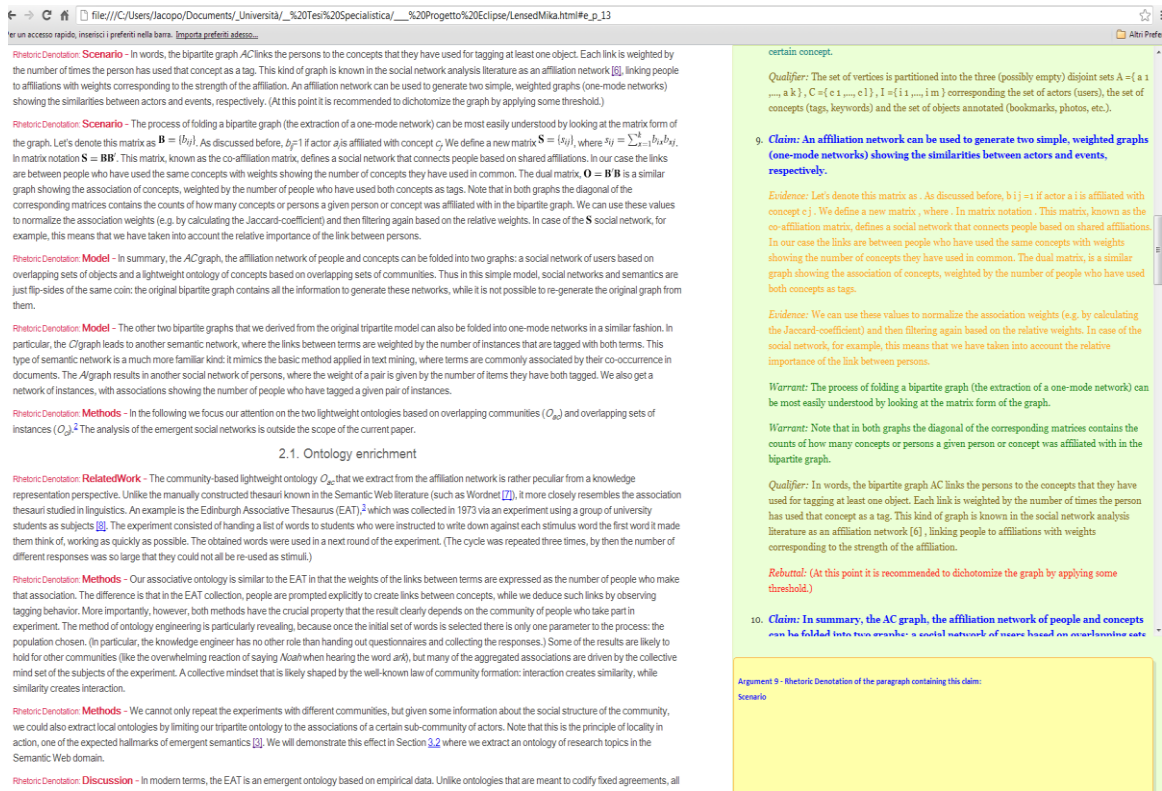 file:///C:/Users/Jacopo/Documents/_Università/_%20Tesi%20Specialistica/___%20Progetto%20Eclipse/LensedMika.html#e_p_13
Per un accesso rapido, inserisci i preferiti nella barra. Importa preferiti adesso...
Altri Prefe
Rhetoric Denotation: Scenario - In words, the bipartite graph AC links the persons to the concepts that they have used for tagging at least one object. Each link is weighted by
the number of times the person has used that concept as a tag. This kind of graph is known in the social network analysis literature as an affiliation network [6], linking people
to affiliations with weights corresponding to the strength of the affiliation. An affiliation network can be used to generate two simple, weighted graphs (one-mode networks)
showing the similarities between actors and events, respectively. (At this point it is recommended to dichotomize the graph by applying some threshold.)
Rhetoric Denotation: Scenario - The process of folding a bipartite graph (the extraction of a one-mode network) can be most easily understood by looking at the matrix form of
the graph. Let's denote this matrix as B = {bij}. As discussed before, bij=1 if actor ai is affiliated with concept cj. We define a new matrix S = {sij}, where sij = ∑ᵏₓ₌₁ bixbxj.
In matrix notation S = BB′. This matrix, known as the co-affiliation matrix, defines a social network that connects people based on shared affiliations. In our case the links
are between people who have used the same concepts with weights showing the number of concepts they have used in common. The dual matrix, O = B′B is a similar
graph showing the association of concepts, weighted by the number of people who have used both concepts as tags. Note that in both graphs the diagonal of the
corresponding matrices contains the counts of how many concepts or persons a given person or concept was affiliated with in the bipartite graph. We can use these values
to normalize the association weights (e.g. by calculating the Jaccard-coefficient) and then filtering again based on the relative weights. In case of the S social network, for
example, this means that we have taken into account the relative importance of the link between persons.
Rhetoric Denotation: Model - In summary, the AC graph, the affiliation network of people and concepts can be folded into two graphs: a social network of users based on
overlapping sets of objects and a lightweight ontology of concepts based on overlapping sets of communities. Thus in this simple model, social networks and semantics are
just flip-sides of the same coin: the original bipartite graph contains all the information to generate these networks, while it is not possible to re-generate the original graph from
them.
Rhetoric Denotation: Model - The other two bipartite graphs that we derived from the original tripartite model can also be folded into one-mode networks in a similar fashion. In
particular, the CI graph leads to another semantic network, where the links between terms are weighted by the number of instances that are tagged with both terms. This
type of semantic network is a much more familiar kind: it mimics the basic method applied in text mining, where terms are commonly associated by their co-occurrence in
documents. The AI graph results in another social network of persons, where the weight of a pair is given by the number of items they have both tagged. We also get a
network of instances, with associations showing the number of people who have tagged a given pair of instances.
Rhetoric Denotation: Methods - In the following we focus our attention on the two lightweight ontologies based on overlapping communities (Oac) and overlapping sets of
instances (Oci).2 The analysis of the emergent social networks is outside the scope of the current paper.
2.1. Ontology enrichment
Rhetoric Denotation: RelatedWork - The community-based lightweight ontology Oac that we extract from the affiliation network is rather peculiar from a knowledge
representation perspective. Unlike the manually constructed thesauri known in the Semantic Web literature (such as Wordnet [7]), it more closely resembles the association
thesauri studied in linguistics. An example is the Edinburgh Associative Thesaurus (EAT),3 which was collected in 1973 via an experiment using a group of university
students as subjects [8]. The experiment consisted of handing a list of words to students who were instructed to write down against each stimulus word the first word it made
them think of, working as quickly as possible. The obtained words were used in a next round of the experiment. (The cycle was repeated three times, by then the number of
different responses was so large that they could not all be re-used as stimuli.)
Rhetoric Denotation: Methods - Our associative ontology is similar to the EAT in that the weights of the links between terms are expressed as the number of people who make
that association. The difference is that in the EAT collection, people are prompted explicitly to create links between concepts, while we deduce such links by observing
tagging behavior. More importantly, however, both methods have the crucial property that the result clearly depends on the community of people who take part in
experiment. The method of ontology engineering is particularly revealing, because once the initial set of words is selected there is only one parameter to the process: the
population chosen. (In particular, the knowledge engineer has no other role than handing out questionnaires and collecting the responses.) Some of the results are likely to
hold for other communities (like the overwhelming reaction of saying Noah when hearing the word ark), but many of the aggregated associations are driven by the collective
mind set of the subjects of the experiment. A collective mindset that is likely shaped by the well-known law of community formation: interaction creates similarity, while
similarity creates interaction.
Rhetoric Denotation: Methods - We cannot only repeat the experiments with different communities, but given some information about the social structure of the community,
we could also extract local ontologies by limiting our tripartite ontology to the associations of a certain sub-community of actors. Note that this is the principle of locality in
action, one of the expected hallmarks of emergent semantics [3]. We will demonstrate this effect in Section 3.2 where we extract an ontology of research topics in the
Semantic Web domain.
Rhetoric Denotation: Discussion - In modern terms, the EAT is an emergent ontology based on empirical data. Unlike ontologies that are meant to codify fixed agreements, all
certain concept.
Qualifier: The set of vertices is partitioned into the three (possibly empty) disjoint sets A ={ a 1
,..., a k } , C ={ c 1 ,..., c l } , I ={ i 1 ,..., i m } corresponding the set of actors (users), the set of
concepts (tags, keywords) and the set of objects annotated (bookmarks, photos, etc.).
9. Claim: An affiliation network can be used to generate two simple, weighted graphs
(one-mode networks) showing the similarities between actors and events,
respectively.
Evidence: Let's denote this matrix as . As discussed before, b i j =1 if actor a i is affiliated with
concept c j . We define a new matrix , where . In matrix notation . This matrix, known as the
co-affiliation matrix, defines a social network that connects people based on shared affiliations.
In our case the links are between people who have used the same concepts with weights
showing the number of concepts they have used in common. The dual matrix, is a similar
graph showing the association of concepts, weighted by the number of people who have used
both concepts as tags.
Evidence: We can use these values to normalize the association weights (e.g. by calculating
the Jaccard-coefficient) and then filtering again based on the relative weights. In case of the
social network, for example, this means that we have taken into account the relative
importance of the link between persons.
Warrant: The process of folding a bipartite graph (the extraction of a one-mode network) can
be most easily understood by looking at the matrix form of the graph.
Warrant: Note that in both graphs the diagonal of the corresponding matrices contains the
counts of how many concepts or persons a given person or concept was affiliated with in the
bipartite graph.
Qualifier: In words, the bipartite graph AC links the persons to the concepts that they have
used for tagging at least one object. Each link is weighted by the number of times the person
has used that concept as a tag. This kind of graph is known in the social network analysis
literature as an affiliation network [6] , linking people to affiliations with weights
corresponding to the strength of the affiliation.
Rebuttal: (At this point it is recommended to dichotomize the graph by applying some
threshold.)
10. Claim: In summary, the AC graph, the affiliation network of people and concepts
can be folded into two graphs: a social network of users based on overlapping sets
Argument 9 - Rhetoric Denotation of the paragraph containing this claim:
Scenario